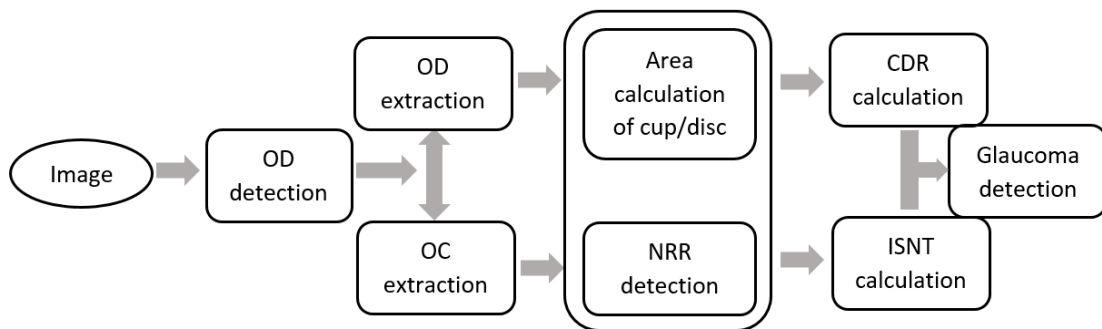 Image
OD
detection
OD
extraction
OC
extraction
Area
calculation
of cup/disc
NRR
detection
CDR
calculation
ISNT
calculation
Glaucoma
detection